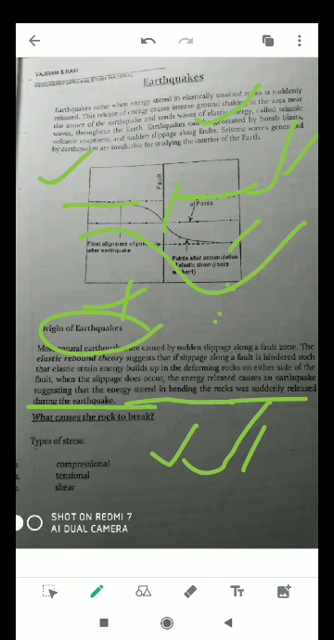 VAJIRAM & RAVI
Earthquakes
Earthquakes occur when energy stored in elastically strained rocks is suddenly
released. This release of energy causes intense ground shaking in the area near
the source of the earthquake and sends waves of elastic energy, called seismic
waves, throughout the Earth. Earthquakes can be generated by bomb blasts,
volcanic eruptions, and sudden slippage along faults. Seismic waves generated
by earthquakes are invaluable for studying the interior of the Earth.
Fault
of Points
Final alignment of
after earthquake
Points after accumulation
of elastic strain (rocks
Origin of Earthquakes
Most natural earthquakes are caused by sudden slippage along a fault zone. The
elastic rebound theory suggests that if slippage along a fault is hindered such
that elastic strain energy builds up in the deforming rocks on either side of the
fault, when the slippage does occur, the energy released causes an earthquake
suggesting that the energy stored in bending the rocks was suddenly released
during the earthquake.
What causes the rock to break?
Types of stress:
compressional
tensional
shear
SHOT ON REDMI 7
AI DUAL CAMERA
Tт